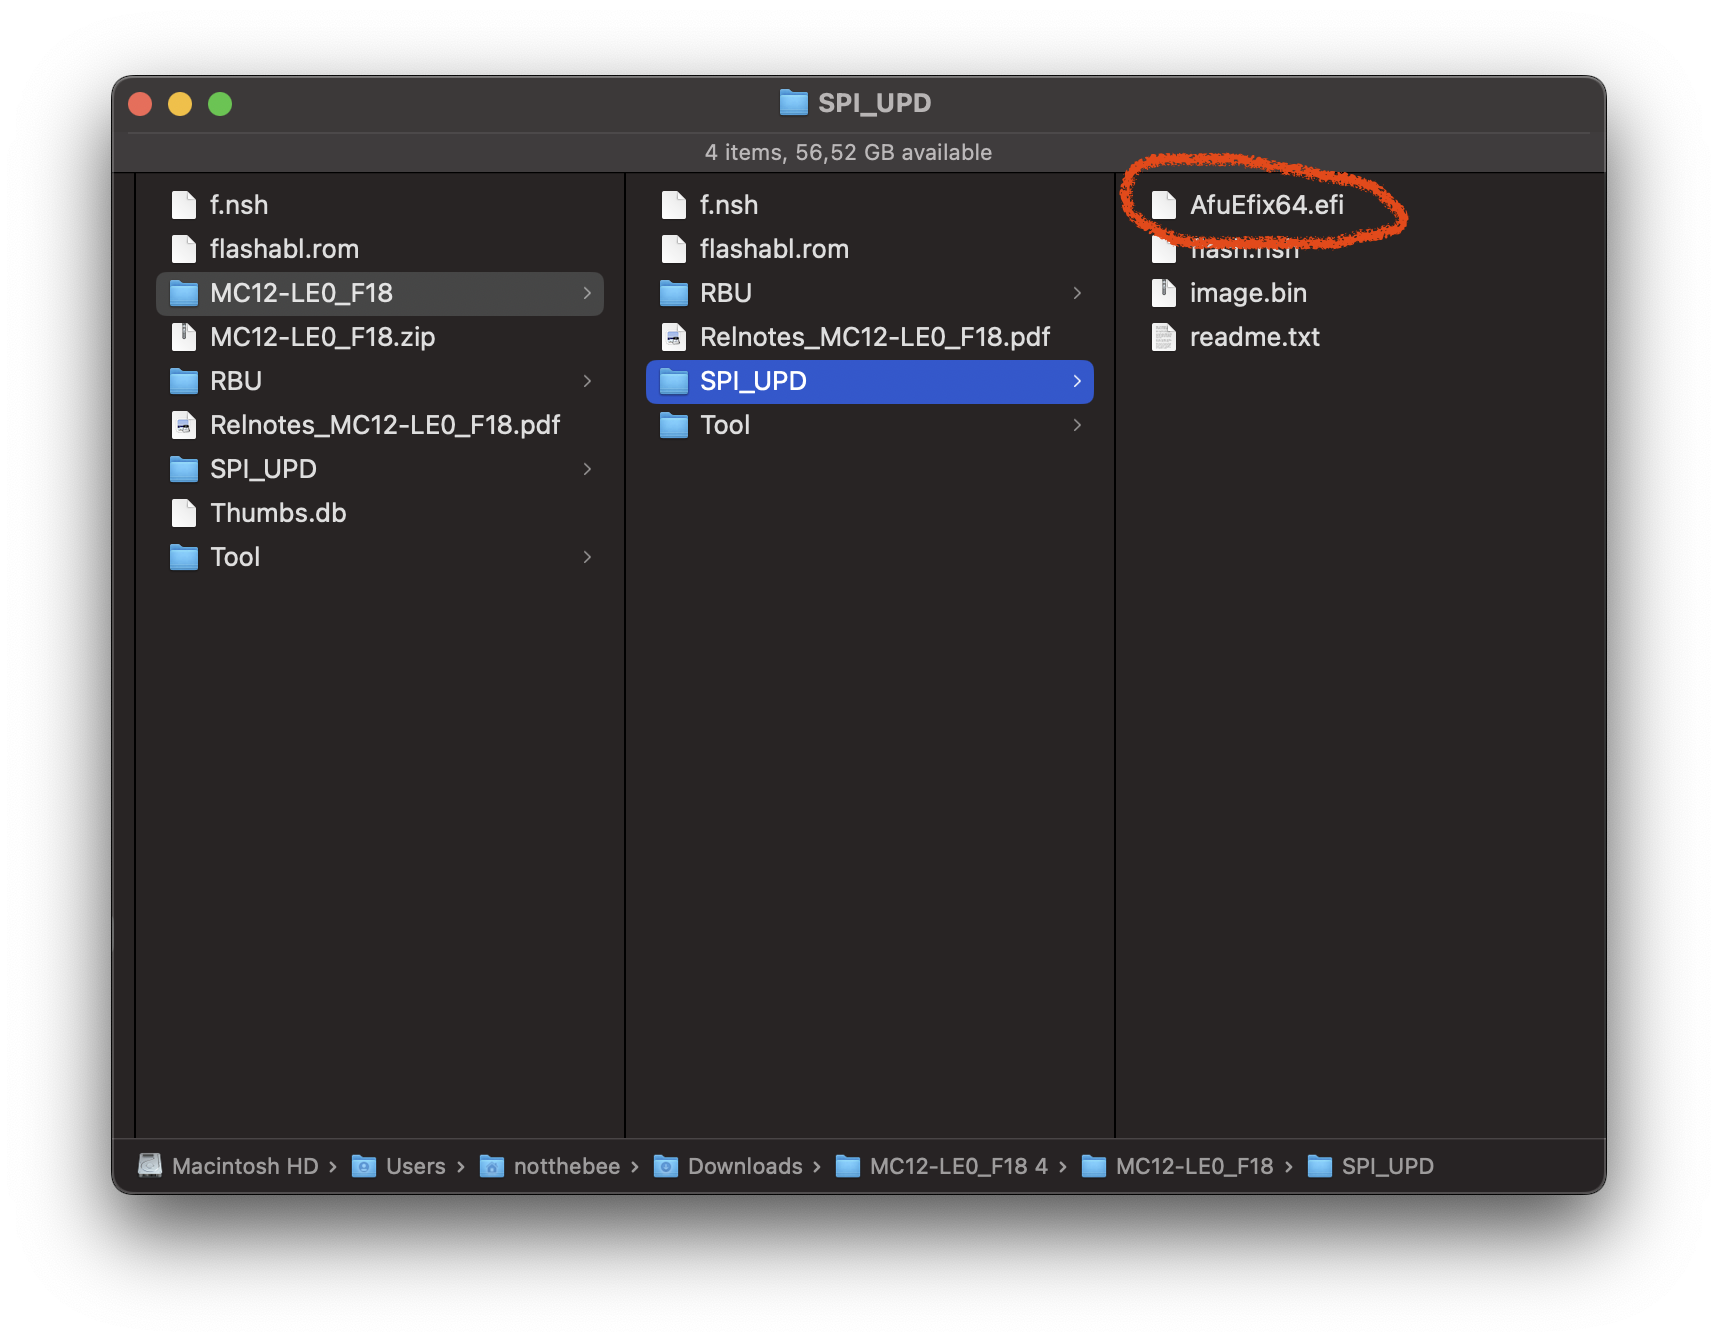 SPI_UPD
4 items, 56,52 GB available
f.nsh
flashabl.rom
MC12-LE0_F18
MC12-LE0_F18.zip
RBU
Relnotes_MC12-LE0_F18.pdf
SPI_UPD
Thumbs.db
Tool
f.nsh
flashabl.rom
RBU
Relnotes_MC12-LE0_F18.pdf
SPI_UPD
Tool
AfuEfix64.efi
flash.nsh
image.bin
readme.txt
Macintosh HD › Users › notthebee › Downloads › MC12-LE0_F18 4 › MC12-LE0_F18 › SPI_UPD